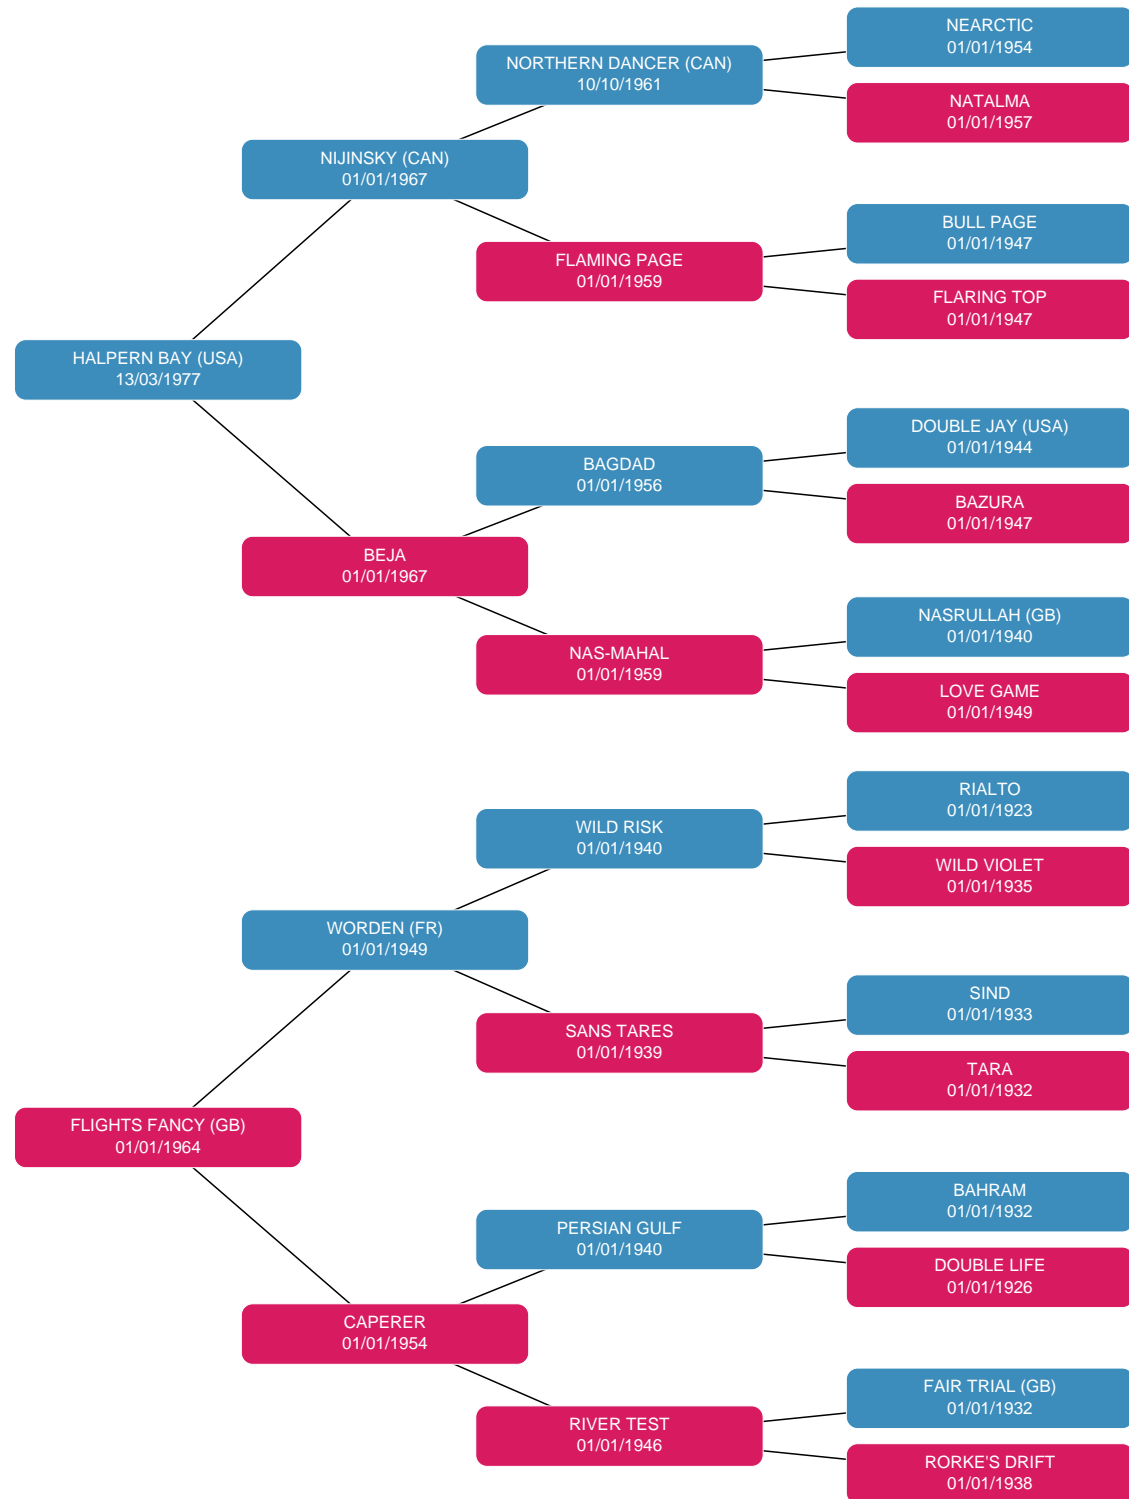 NEARCTIC
01/01/1954
NORTHERN DANCER (CAN)
10/10/1961
NATALMA
01/01/1957
NIJINSKY (CAN)
01/01/1967
BULL PAGE
01/01/1947
FLAMING PAGE
01/01/1959
FLARING TOP
01/01/1947
HALPERN BAY (USA)
13/03/1977
DOUBLE JAY (USA)
01/01/1944
BAGDAD
01/01/1956
BAZURA
01/01/1947
BEJA
01/01/1967
NASRULLAH (GB)
01/01/1940
NAS-MAHAL
01/01/1959
LOVE GAME
01/01/1949
RIALTO
01/01/1923
WILD RISK
01/01/1940
WILD VIOLET
01/01/1935
WORDEN (FR)
01/01/1949
SIND
01/01/1933
SANS TARES
01/01/1939
TARA
01/01/1932
FLIGHTS FANCY (GB)
01/01/1964
BAHRAM
01/01/1932
PERSIAN GULF
01/01/1940
DOUBLE LIFE
01/01/1926
CAPERER
01/01/1954
FAIR TRIAL (GB)
01/01/1932
RIVER TEST
01/01/1946
RORKE'S DRIFT
01/01/1938